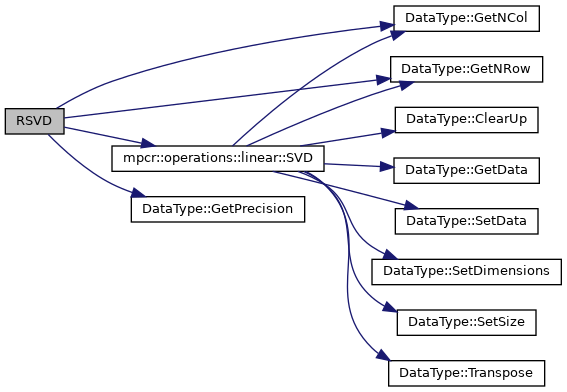 DataType::GetNCol
DataType::GetNRow
DataType::ClearUp
RSVD
mpcr::operations::linear::SVD
DataType::GetData
DataType::GetPrecision
DataType::SetData
DataType::SetDimensions
DataType::SetSize
DataType::Transpose